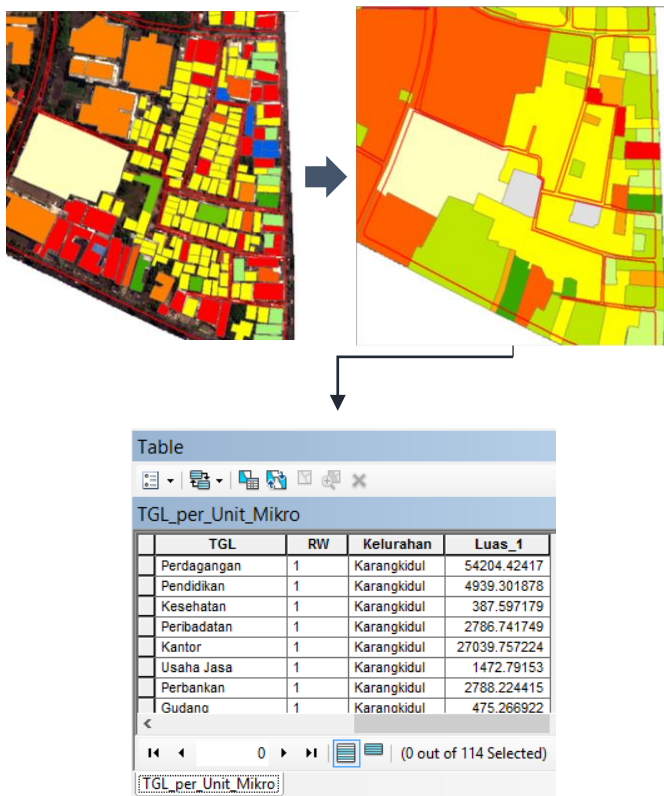 Table
TGL_per_Unit_Mikro
TGL RW Kelurahan Luas_1
Perdagangan 1 Karangkidul 54204.42417
Pendidikan 1 Karangkidul 4939.301878
Kesehatan 1 Karangkidul 387.597179
Peribadatan 1 Karangkidul 2786.741749
Kantor 1 Karangkidul 27039.757224
Usaha Jasa 1 Karangkidul 1472.79153
Perbankan 1 Karangkidul 2788.224415
Gudang 1 Karangkidul 475.266922
0 (0 out of 114 Selected)
TGL_per_Unit_Mikro